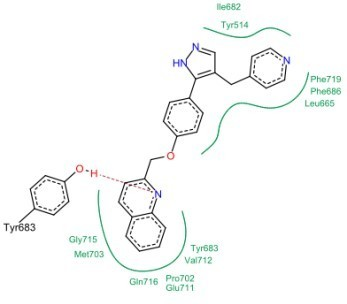 Ile682
Tyr514
N
HN
N
Phe719
Phe686
Leu665
O
O
H
N
Tyr683
Gly715
Met703
Tyr683
Val712
Gln716
Pro702
Glu711